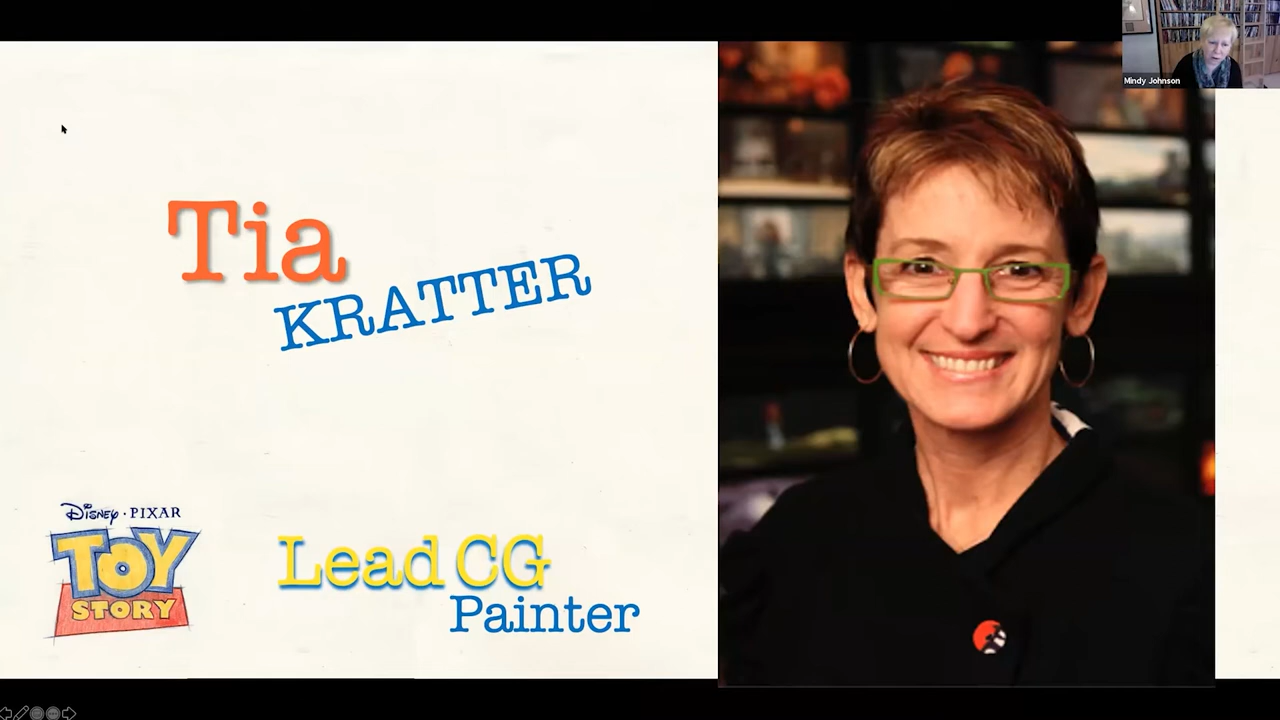 Mindy Johnson
Tia
KRATTER
Disney · PIXAR
TOY
STORY
Lead CG
Painter